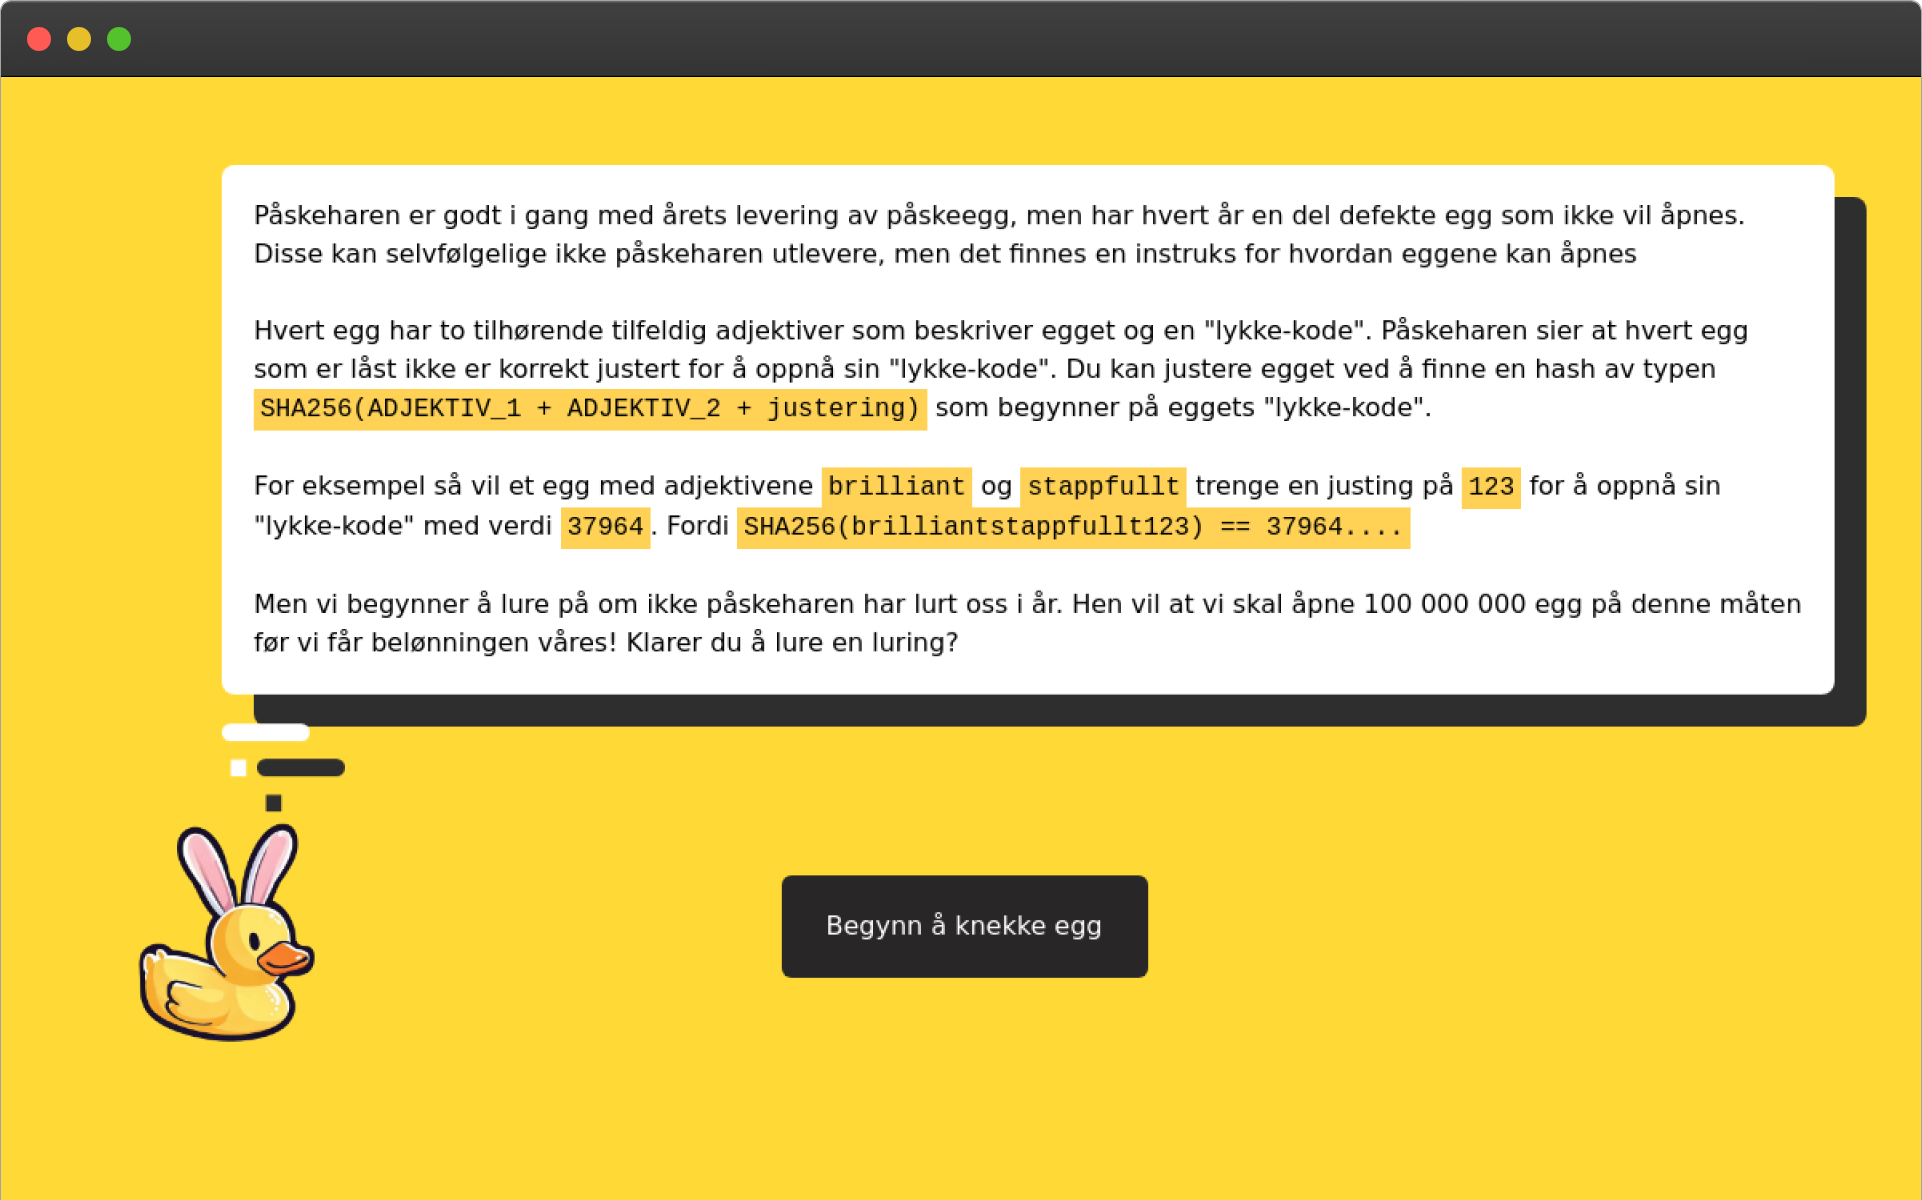 Påskeharen er godt i gang med årets levering av påskeegg, men har hvert år en del defekte egg som ikke vil åpnes.
Disse kan selvfølgelige ikke påskeharen utlevere, men det finnes en instruks for hvordan eggene kan åpnes
Hvert egg har to tilhørende tilfeldig adjektiver som beskriver egget og en "lykke-kode". Påskeharen sier at hvert egg
som er låst ikke er korrekt justert for å oppnå sin "lykke-kode". Du kan justere egget ved å finne en hash av typen
SHA256(ADJEKTIV_1 + ADJEKTIV_2 + justering) som begynner på eggets "lykke-kode".
For eksempel så vil et egg med adjektivene brilliant og stappfullt trenge en justing på 123 for å oppnå sin
"lykke-kode" med verdi 37964. Fordi SHA256(brilliantstappfullt123) == 37964....
Men vi begynner å lure på om ikke påskeharen har lurt oss i år. Hen vil at vi skal åpne 100 000 000 egg på denne måten
før vi får belønningen våres! Klarer du å lure en luring?
Begynn å knekke egg